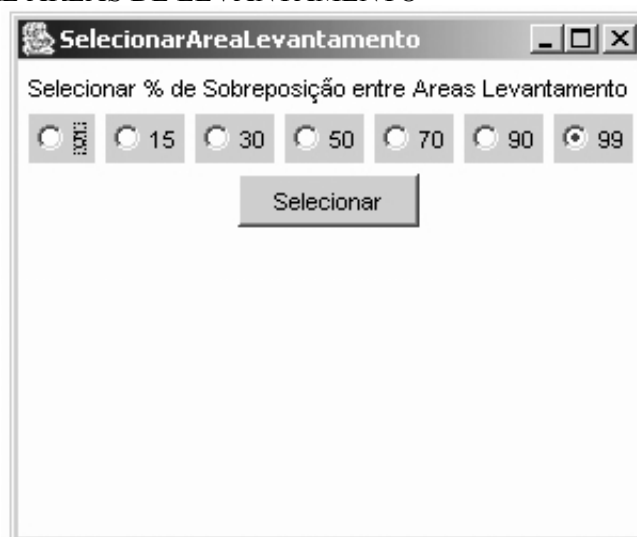 SelecionarAreaLevantamento
Selecionar % de Sobreposição entre Areas Levantamento
15 30 50 70 90 99
Selecionar